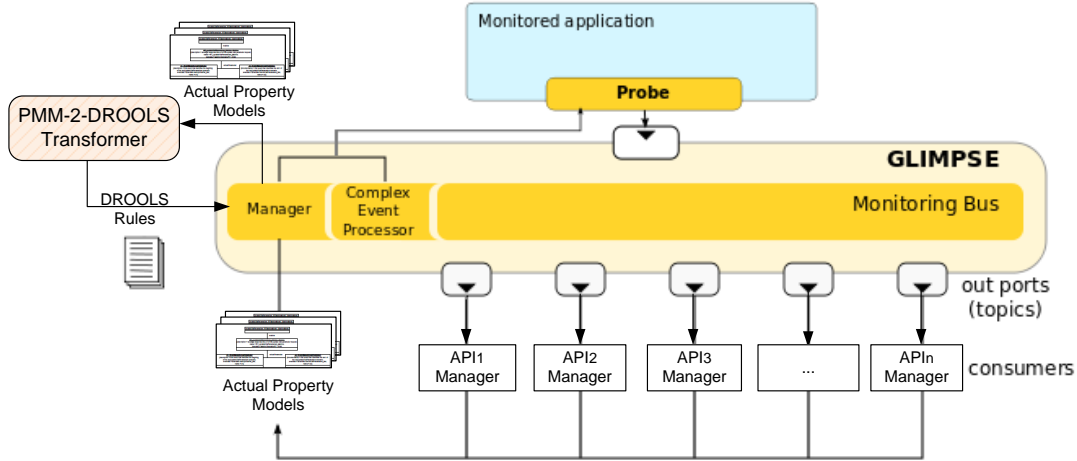 Monitored application
Probe
Actual Property
Models
PMM-2-DROOLS
Transformer
GLIMPSE
DROOLS
Rules
Manager
Complex
Event
Processor
Monitoring Bus
out ports
(topics)
API1
Manager
API2
Manager
API3
Manager
...
APIn
Manager
consumers
Actual Property
Models